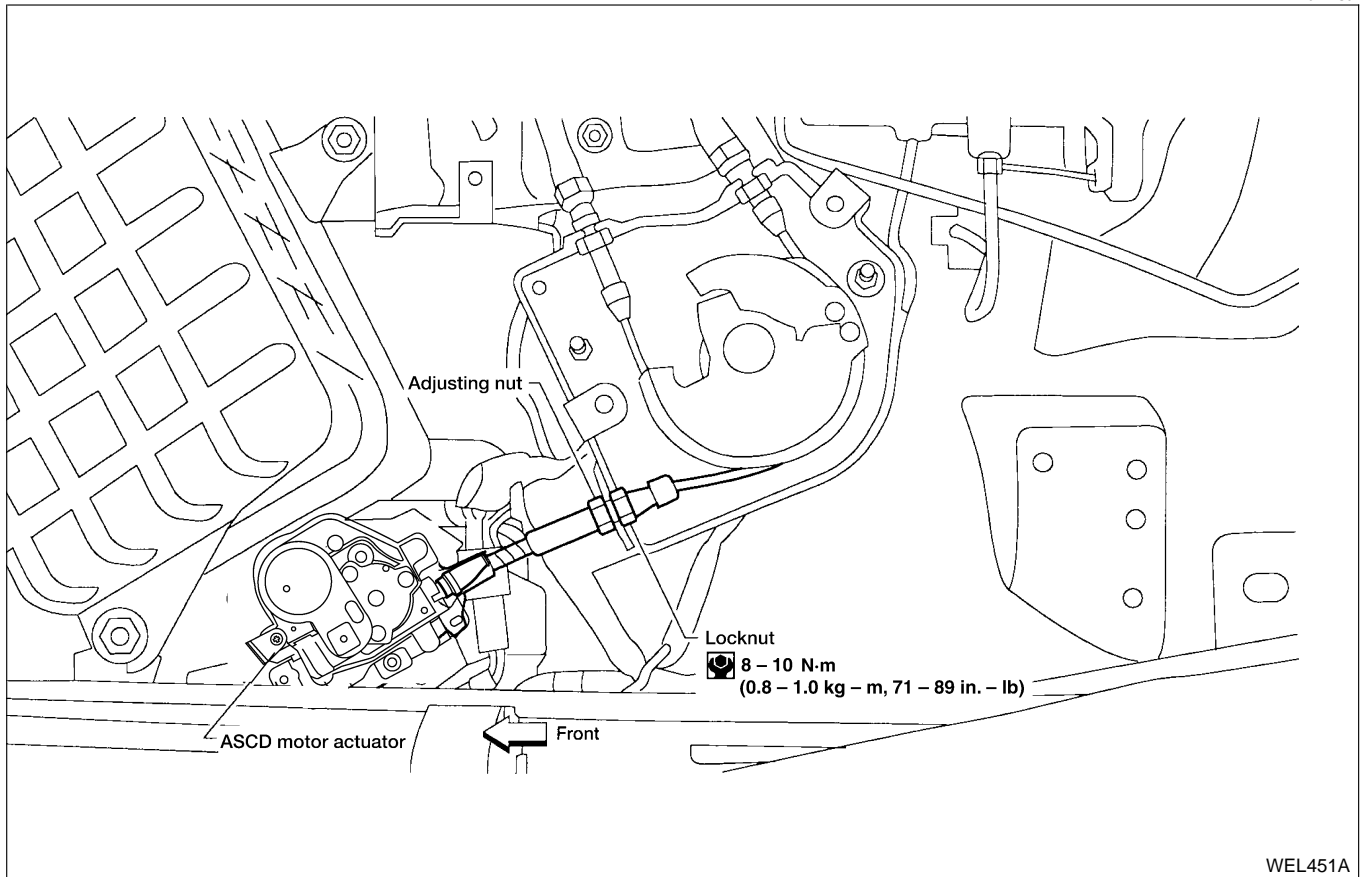 Adjusting nut
Locknut
8 – 10 N·m
(0.8 – 1.0 kg – m, 71 – 89 in. – lb)
ASCD motor actuator
Front
WEL451A